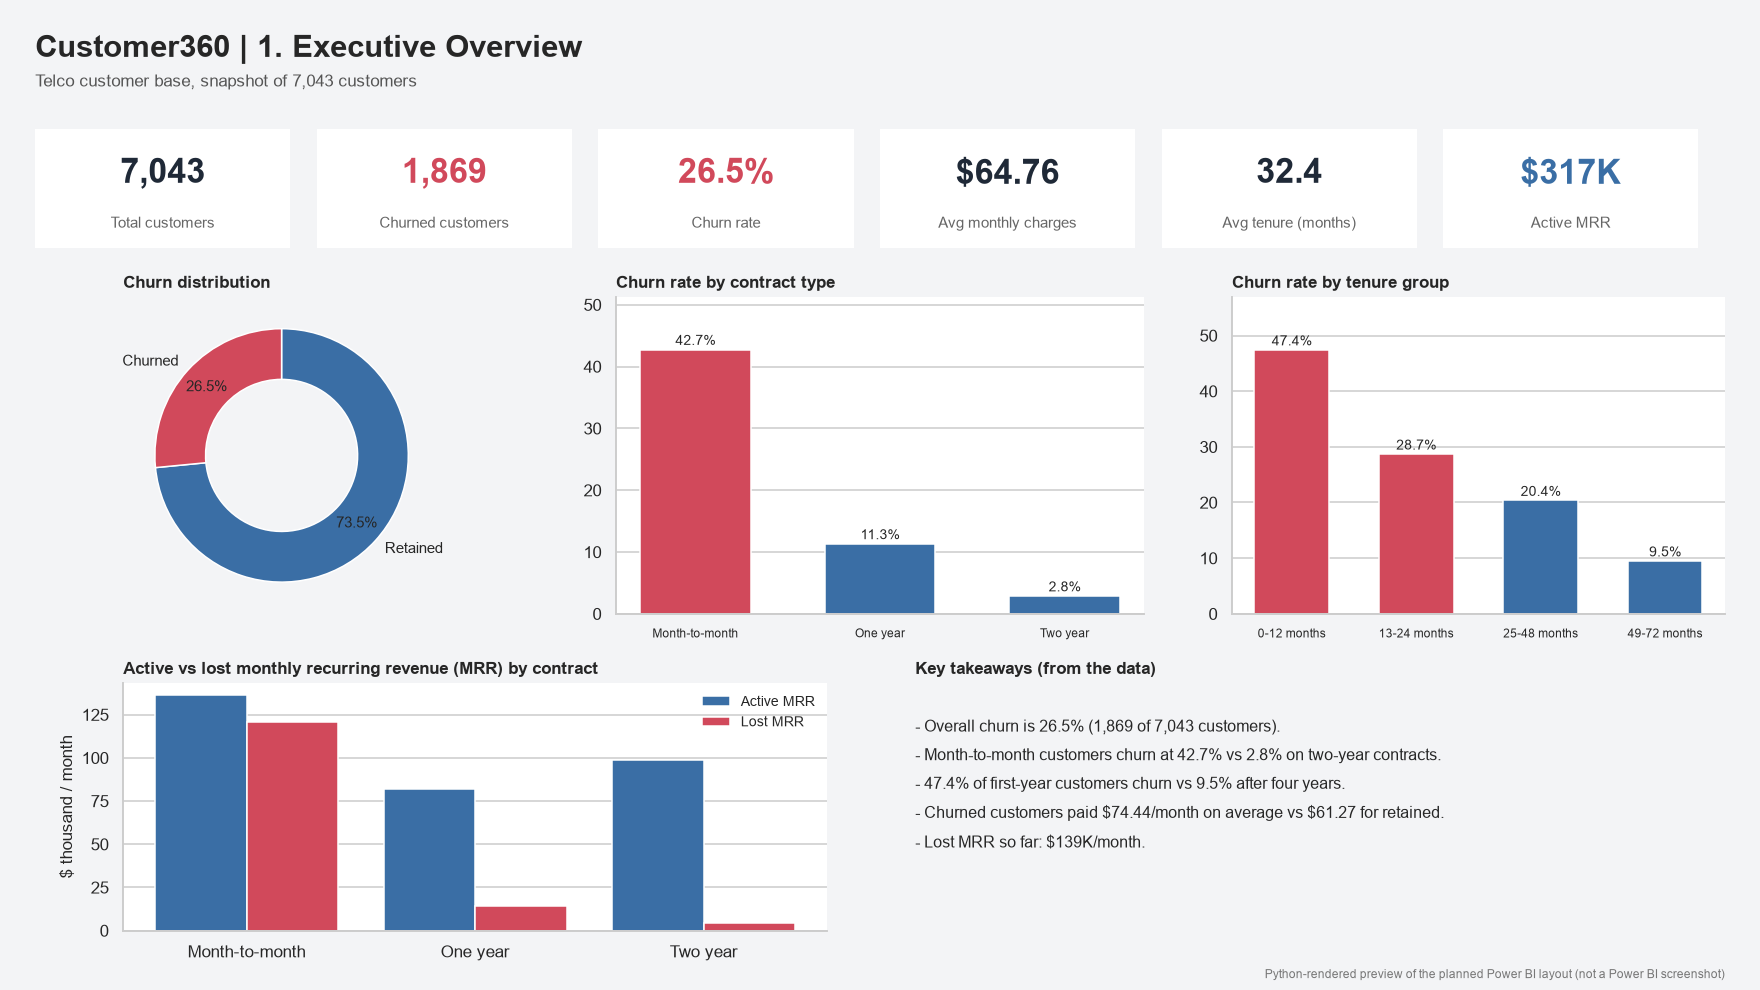 Customer360 | 1. Executive Overview
Telco customer base, snapshot of 7,043 customers
7,043
Total customers
1,869
Churned customers
26.5%
Churn rate
$64.76
Avg monthly charges
32.4
Avg tenure (months)
$317K
Active MRR
Churn distribution
Churned
26.5%
73.5%
Retained
Churn rate by contract type
50
40
30
20
10
0
42.7%
11.3%
2.8%
Month-to-month
One year
Two year
Churn rate by tenure group
50
40
30
20
10
0
47.4%
28.7%
20.4%
9.5%
0-12 months
13-24 months
25-48 months
49-72 months
Active vs lost monthly recurring revenue (MRR) by contract
$ thousand / month
125
100
75
50
25
0
Active MRR
Lost MRR
Month-to-month
One year
Two year
Key takeaways (from the data)
- Overall churn is 26.5% (1,869 of 7,043 customers).
- Month-to-month customers churn at 42.7% vs 2.8% on two-year contracts.
- 47.4% of first-year customers churn vs 9.5% after four years.
- Churned customers paid $74.44/month on average vs $61.27 for retained.
- Lost MRR so far: $139K/month.
Python-rendered preview of the planned Power BI layout (not a Power BI screenshot)